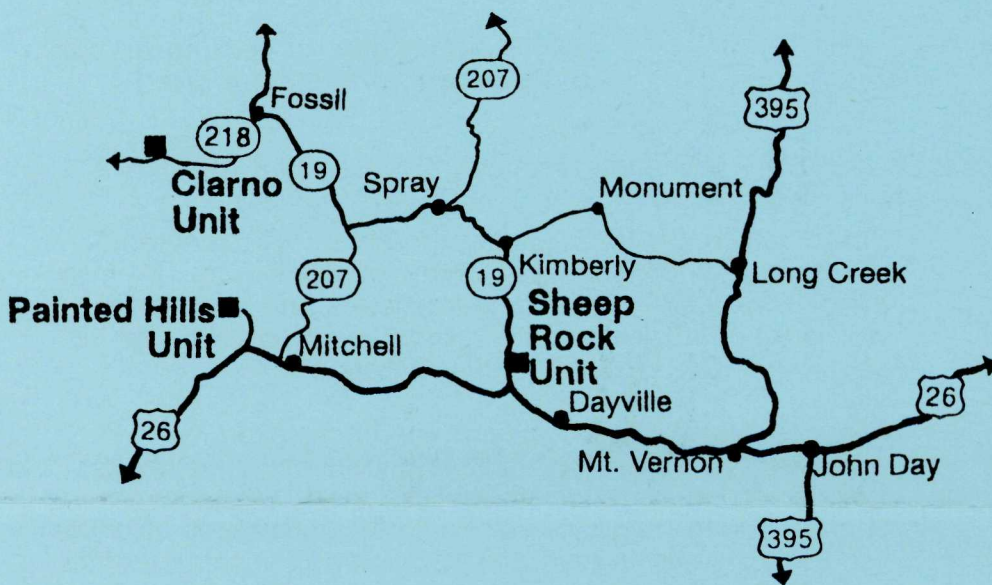 207
395
Fossil
218
19
Clarno
Unit
Spray
Monument
Kimberly
207
19
Long Creek
Painted Hills
Unit
Sheep
Rock
Unit
Mitchell
Dayville
26
26
Mt. Vernon
John Day
395